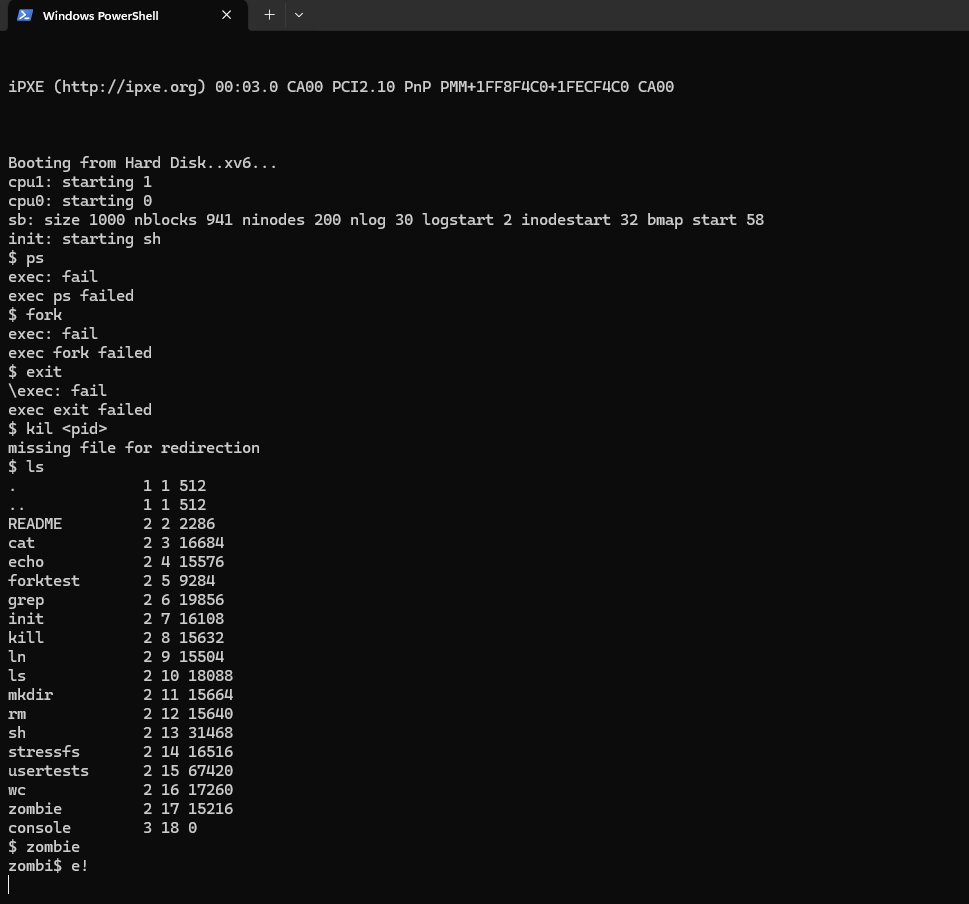 Windows PowerShell
iPXE (http://ipxe.org) 00:03.0 CA00 PCI2.10 PnP PMM+1FF8F4C0+1FECF4C0 CA00
Booting from Hard Disk..xv6...
cpu1: starting 1
cpu0: starting 0
sb: size 1000 nblocks 941 ninodes 200 nlog 30 logstart 2 inodestart 32 bmap start 58
init: starting sh
$ ps
exec: fail
exec ps failed
$ fork
exec: fail
exec fork failed
$ exit
\exec: fail
exec exit failed
$ kil <pid>
missing file for redirection
$ ls
.              1 1 512
..             1 1 512
README         2 2 2286
cat            2 3 16684
echo           2 4 15576
forktest       2 5 9284
grep           2 6 19856
init           2 7 16108
kill           2 8 15632
ln             2 9 15504
ls             2 10 18088
mkdir          2 11 15664
rm             2 12 15640
sh             2 13 31468
stressfs       2 14 16516
usertests      2 15 67420
wc             2 16 17260
zombie         2 17 15216
console        3 18 0
$ zombie
zombi$ e!